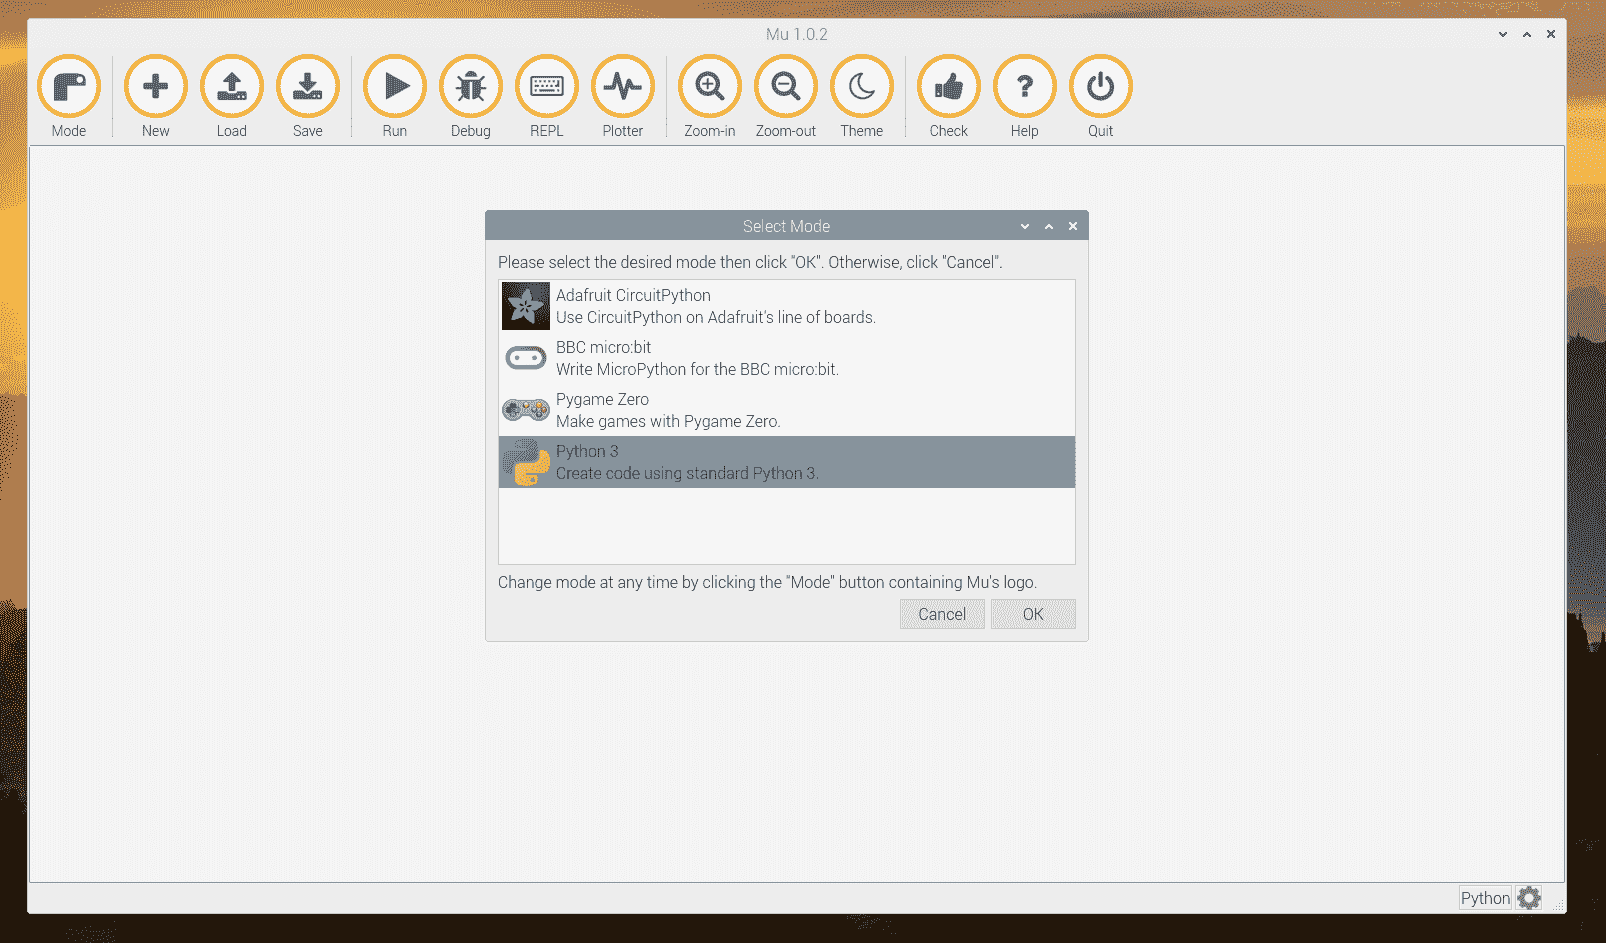 Mu 1.0.2
Mode New Load Save Run Debug REPL Plotter Zoom-in Zoom-out Theme Check Help Quit
Select Mode
Please select the desired mode then click "OK". Otherwise, click "Cancel".
Adafruit CircuitPython
Use CircuitPython on Adafruit's line of boards.
BBC micro:bit
Write MicroPython for the BBC micro:bit.
Pygame Zero
Make games with Pygame Zero.
Python 3
Create code using standard Python 3.
Change mode at any time by clicking the "Mode" button containing Mu's logo.
Cancel OK
Python